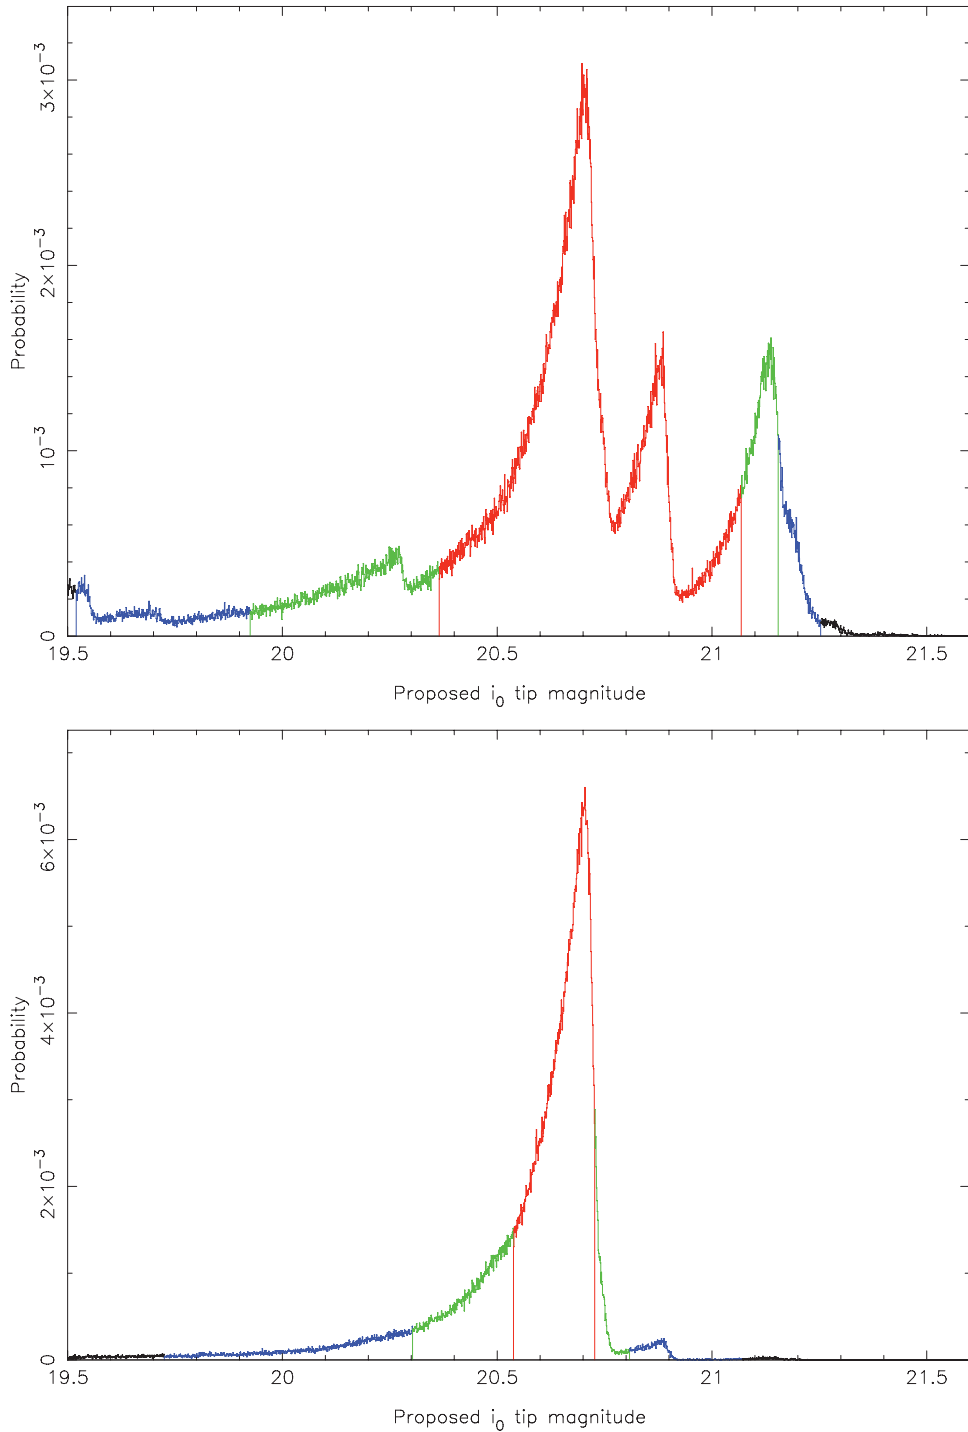 3×10⁻³
2×10⁻³
10⁻³
0
Probability
19.5 20 20.5 21 21.5
Proposed i₀ tip magnitude
6×10⁻³
4×10⁻³
2×10⁻³
0
Probability
19.5 20 20.5 21 21.5
Proposed i₀ tip magnitude